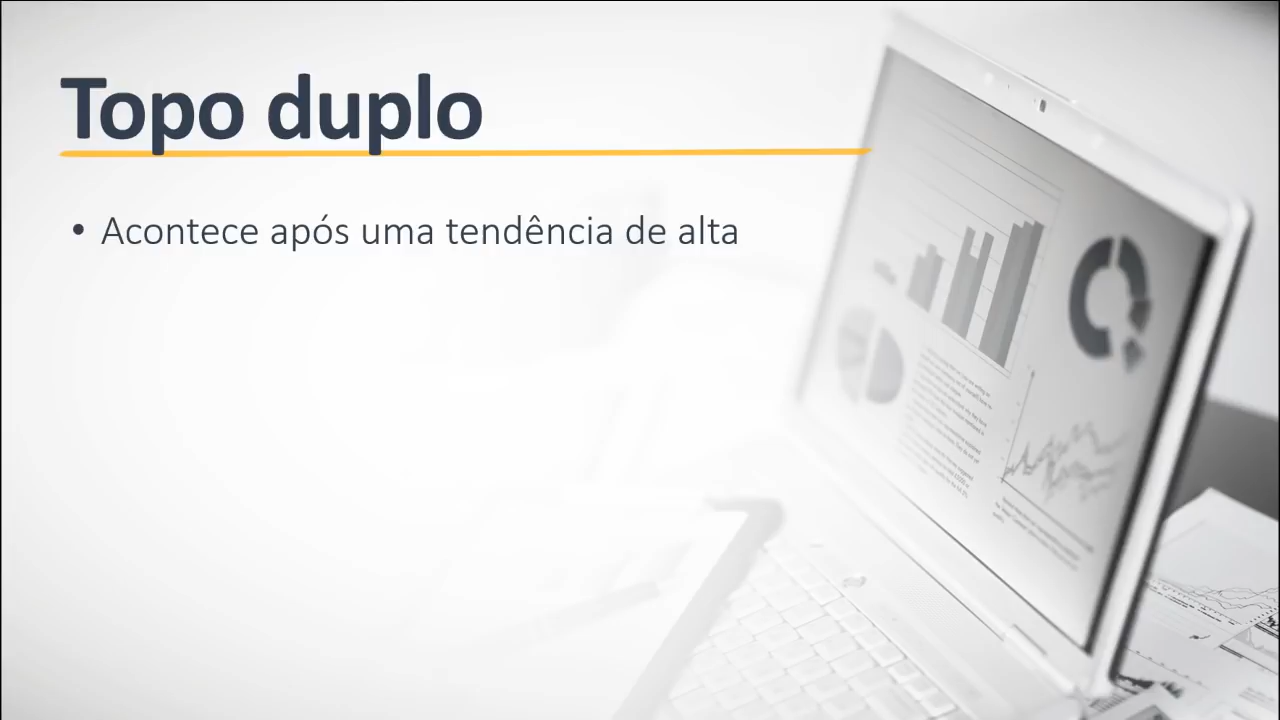 Topo duplo
• Acontece após uma tendência de alta